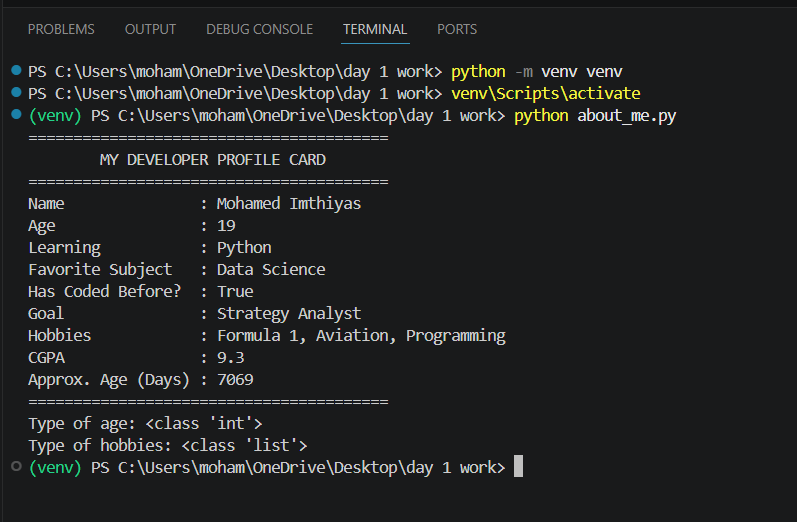 PROBLEMS OUTPUT DEBUG CONSOLE TERMINAL PORTS
PS C:\Users\moham\OneDrive\Desktop\day 1 work> python -m venv venv
PS C:\Users\moham\OneDrive\Desktop\day 1 work> venv\Scripts\activate
(venv) PS C:\Users\moham\OneDrive\Desktop\day 1 work> python about_me.py
========================================
        MY DEVELOPER PROFILE CARD
========================================
Name               : Mohamed Imthiyas
Age                : 19
Learning           : Python
Favorite Subject   : Data Science
Has Coded Before?  : True
Goal               : Strategy Analyst
Hobbies            : Formula 1, Aviation, Programming
CGPA               : 9.3
Approx. Age (Days) : 7069
========================================
Type of age: <class 'int'>
Type of hobbies: <class 'list'>
(venv) PS C:\Users\moham\OneDrive\Desktop\day 1 work>